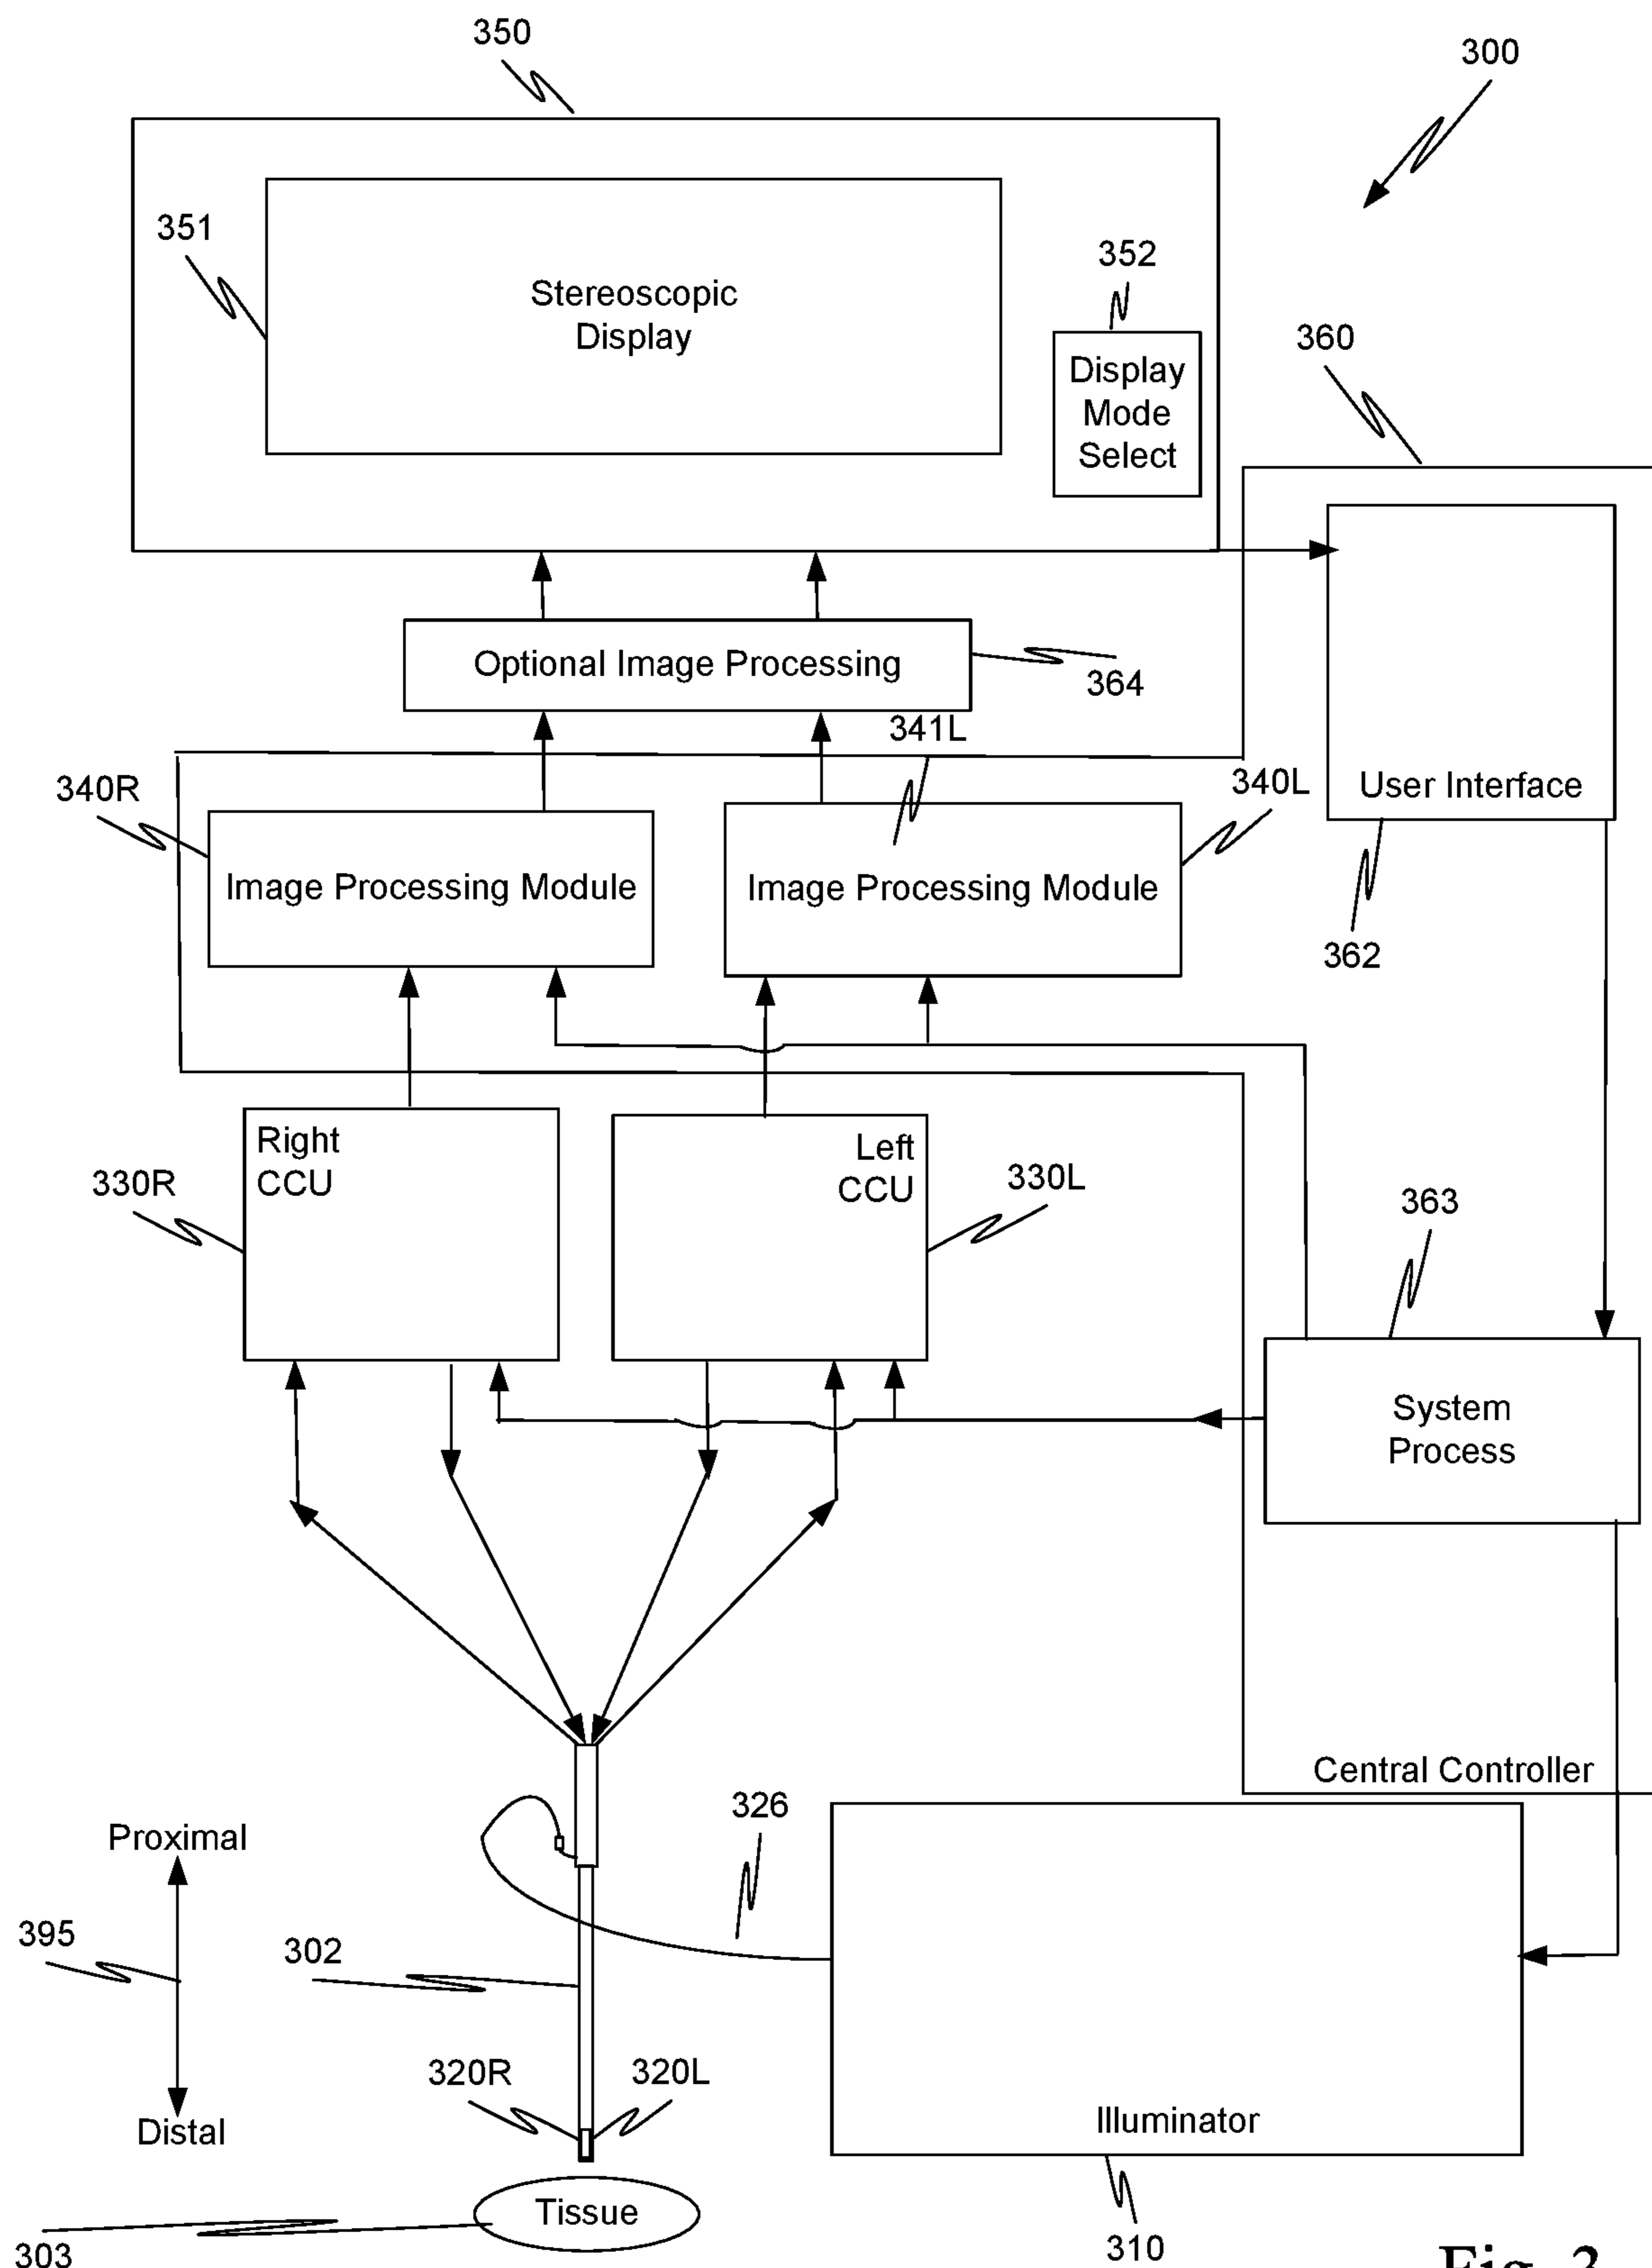 350
300
351
352
Stereoscopic
Display
Display
Mode
Select
360
Optional Image Processing
364
341L
340R
340L
User Interface
Image Processing Module
Image Processing Module
362
Right
CCU
Left
CCU
330R
330L
363
System
Process
Central Controller
326
Proximal
395
302
320R
320L
Distal
Illuminator
Tissue
303
310
Fig. 3